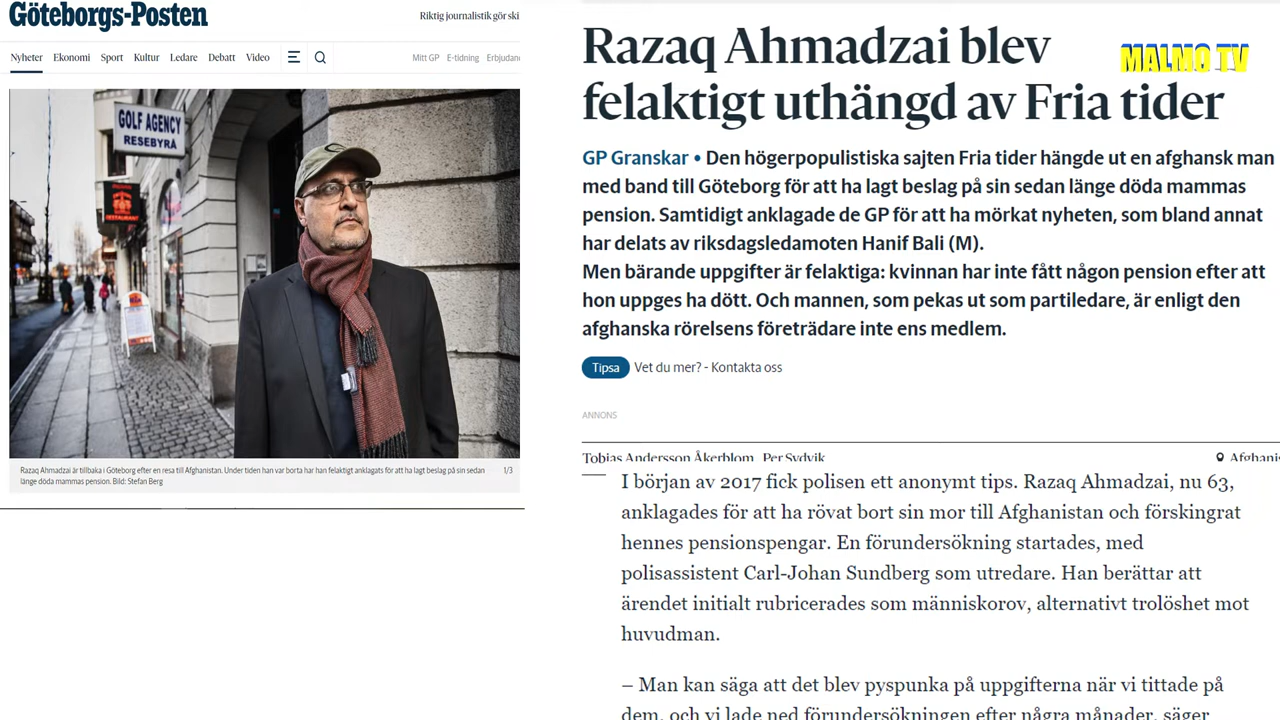 Göteborgs-Posten
Riktig journalistik gör ski
Nyheter Ekonomi Sport Kultur Ledare Debatt Video
Mitt GP E-tidning Erbjudan
GOLF AGENCY
RESEBYRÅ
RESTAURANT
Razaq Ahmadzai är tillbaka i Göteborg efter en resa till Afghanistan. Under tiden han var borta har han felaktigt anklagats för att ha lagt beslag på sin sedan
länge döda mammas pension. Bild: Stefan Berg
1/3
MALMO TV
Razaq Ahmadzai blev
felaktigt uthängd av Fria tider
GP Granskar • Den högerpopulistiska sajten Fria tider hängde ut en afghansk man
med band till Göteborg för att ha lagt beslag på sin sedan länge döda mammas
pension. Samtidigt anklagade de GP för att ha mörkat nyheten, som bland annat
har delats av riksdagsledamoten Hanif Bali (M).
Men bärande uppgifter är felaktiga: kvinnan har inte fått någon pension efter att
hon uppges ha dött. Och mannen, som pekas ut som partiledare, är enligt den
afghanska rörelsens företrädare inte ens medlem.
Tipsa Vet du mer? - Kontakta oss
ANNONS
Tobias Andersson Åkerblom Per Sydvik
Afghanis
I början av 2017 fick polisen ett anonymt tips. Razaq Ahmadzai, nu 63,
anklagades för att ha rövat bort sin mor till Afghanistan och förskingrat
hennes pensionspengar. En förundersökning startades, med
polisassistent Carl-Johan Sundberg som utredare. Han berättar att
ärendet initialt rubricerades som människorov, alternativt trolöshet mot
huvudman.
– Man kan säga att det blev pyspunka på uppgifterna när vi tittade på
dem, och vi lade ned förundersökningen efter några månader, säger